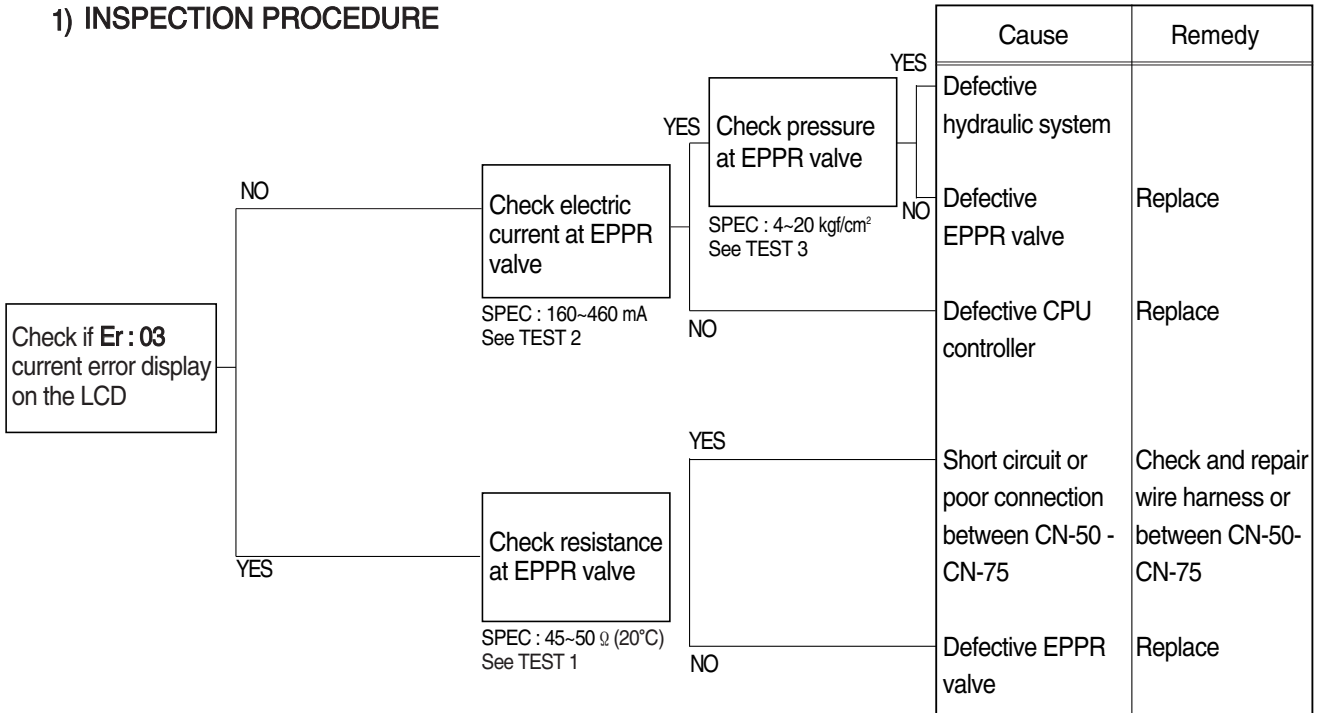 1) INSPECTION PROCEDURE
Cause
Remedy
YES
Defective
hydraulic system
YES
Check pressure
at EPPR valve
NO
Check electric
current at EPPR
valve
NO
Defective
EPPR valve
Replace
SPEC : 4~20 kgf/cm²
See TEST 3
SPEC : 160~460 mA
See TEST 2
NO
Defective CPU
controller
Replace
Check if Er : 03
current error display
on the LCD
YES
Short circuit or
poor connection
between CN-50 -
CN-75
Check and repair
wire harness or
between CN-50-
CN-75
Check resistance
at EPPR valve
YES
SPEC : 45~50 Ω (20°C)
See TEST 1
NO
Defective EPPR
valve
Replace